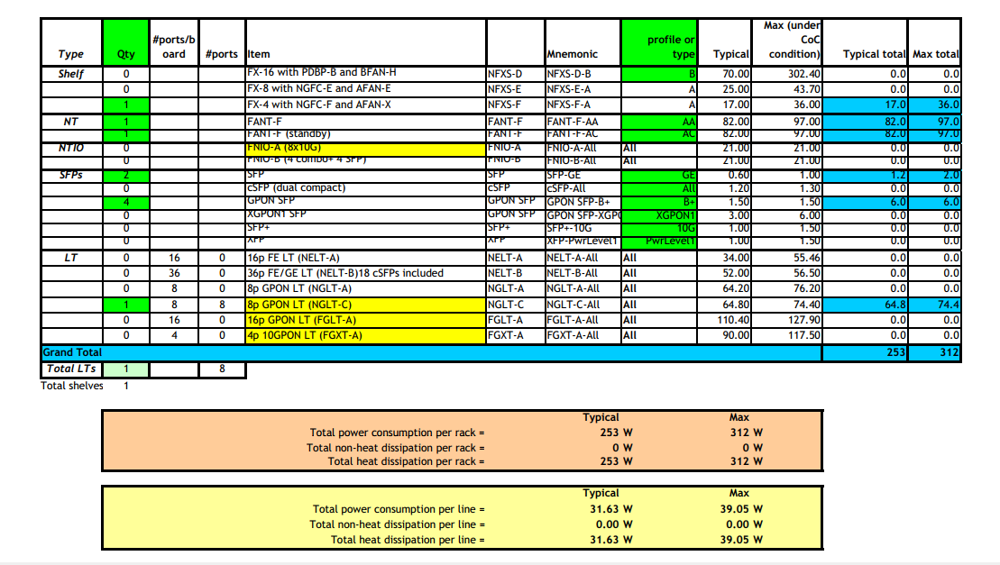 Type Qty #ports/board #ports Item Mnemonic profile or type Typical Max (under CoC condition) Typical total Max total
Shelf 0 FX-16 with PDBP-B and BFAN-H NFXS-D NFXS-D-B B 70.00 302.40 0.0 0.0
0 FX-8 with NGFC-E and AFAN-E NFXS-E NFXS-E-A A 25.00 43.70 0.0 0.0
1 FX-4 with NGFC-F and AFAN-X NFXS-F NFXS-F-A A 17.00 36.00 17.0 36.0
NT 1 FANT-F FANT-F FANT-F-AA AA 82.00 97.00 82.0 97.0
1 FANT-F (standby) FANT-F FANT-F-AC AC 82.00 97.00 82.0 97.0
NTIO 0 FNIO-A (8x10G) FNIO-A FNIO-A-All All 21.00 21.00 0.0 0.0
0 FNIO-B (4 combo+ 4 SFP) FNIO-B FNIO-B-All All 21.00 21.00 0.0 0.0
SFPs 2 SFP SFP SFP-GE GE 0.60 1.00 1.2 2.0
0 cSFP (dual compact) cSFP cSFP-All All 1.20 1.30 0.0 0.0
4 GPON SFP GPON SFP GPON SFP-B+ B+ 1.50 1.50 6.0 6.0
0 XGPON1 SFP GPON SFP GPON SFP-XGPO XGPON1 3.00 6.00 0.0 0.0
0 SFP+ SFP+ SFP+-10G 10G 1.00 1.50 0.0 0.0
0 XFP XFP XFP-PwrLevel1 PwrLevel1 1.00 1.50 0.0 0.0
LT 0 16 0 16p FE LT (NELT-A) NELT-A NELT-A-All All 34.00 55.46 0.0 0.0
0 36 0 36p FE/GE LT (NELT-B)18 cSFPs included NELT-B NELT-B-All All 52.00 56.50 0.0 0.0
0 8 0 8p GPON LT (NGLT-A) NGLT-A NGLT-A-All All 64.20 76.20 0.0 0.0
1 8 8 8p GPON LT (NGLT-C) NGLT-C NGLT-C-All All 64.80 74.40 64.8 74.4
0 16 0 16p GPON LT (FGLT-A) FGLT-A FGLT-A-All All 110.40 127.90 0.0 0.0
0 4 0 4p 10GPON LT (FGXT-A) FGXT-A FGXT-A-All All 90.00 117.50 0.0 0.0
Grand Total 253 312
Total LTs 1 8
Total shelves 1
Typical Max
Total power consumption per rack = 253 W 312 W
Total non-heat dissipation per rack = 0 W 0 W
Total heat dissipation per rack = 253 W 312 W
Typical Max
Total power consumption per line = 31.63 W 39.05 W
Total non-heat dissipation per line = 0.00 W 0.00 W
Total heat dissipation per line = 31.63 W 39.05 W